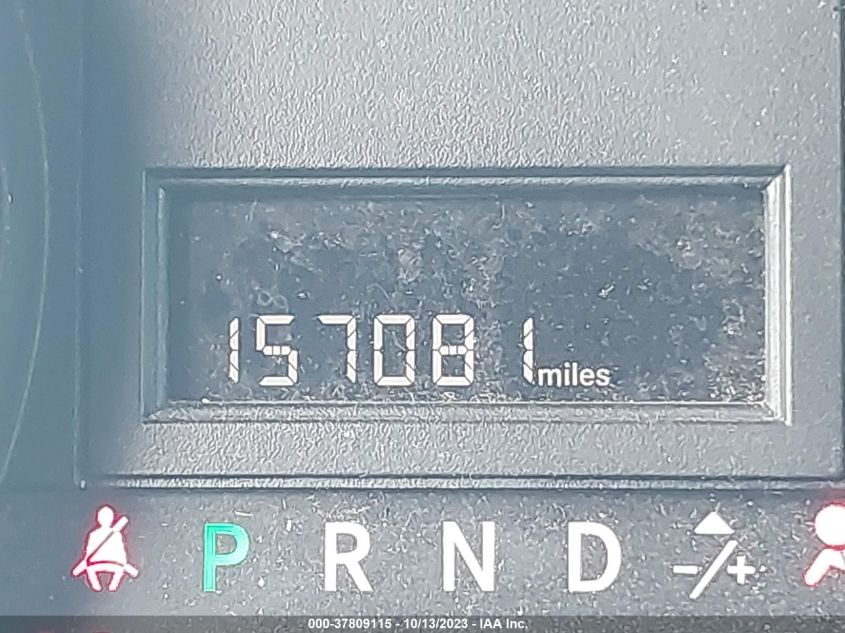 157081 miles
P R N D -/+
000-37809115 - 10/13/2023 - IAA Inc.